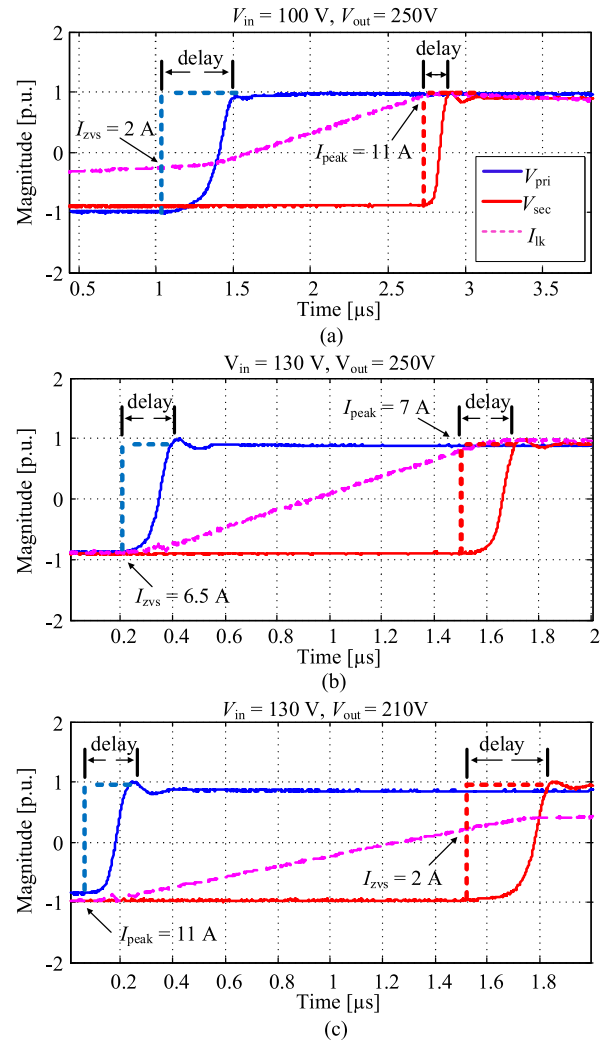 V_in = 100 V, V_out = 250V
delay
delay
2
1
0
-1
-2
Magnitude [p.u.]
I_zvs = 2 A
I_peak = 11 A
V_pri
V_sec
I_lk
0.5 1 1.5 2 2.5 3 3.5
Time [µs]
(a)
V_in = 130 V, V_out = 250V
delay
I_peak = 7 A
delay
2
1
0
-1
-2
Magnitude [p.u.]
I_zvs = 6.5 A
0.2 0.4 0.6 0.8 1 1.2 1.4 1.6 1.8 2
Time [µs]
(b)
V_in = 130 V, V_out = 210V
delay
delay
2
1
0
-1
-2
Magnitude [p.u.]
I_zvs = 2 A
I_peak = 11 A
0.2 0.4 0.6 0.8 1 1.2 1.4 1.6 1.8
Time [µs]
(c)